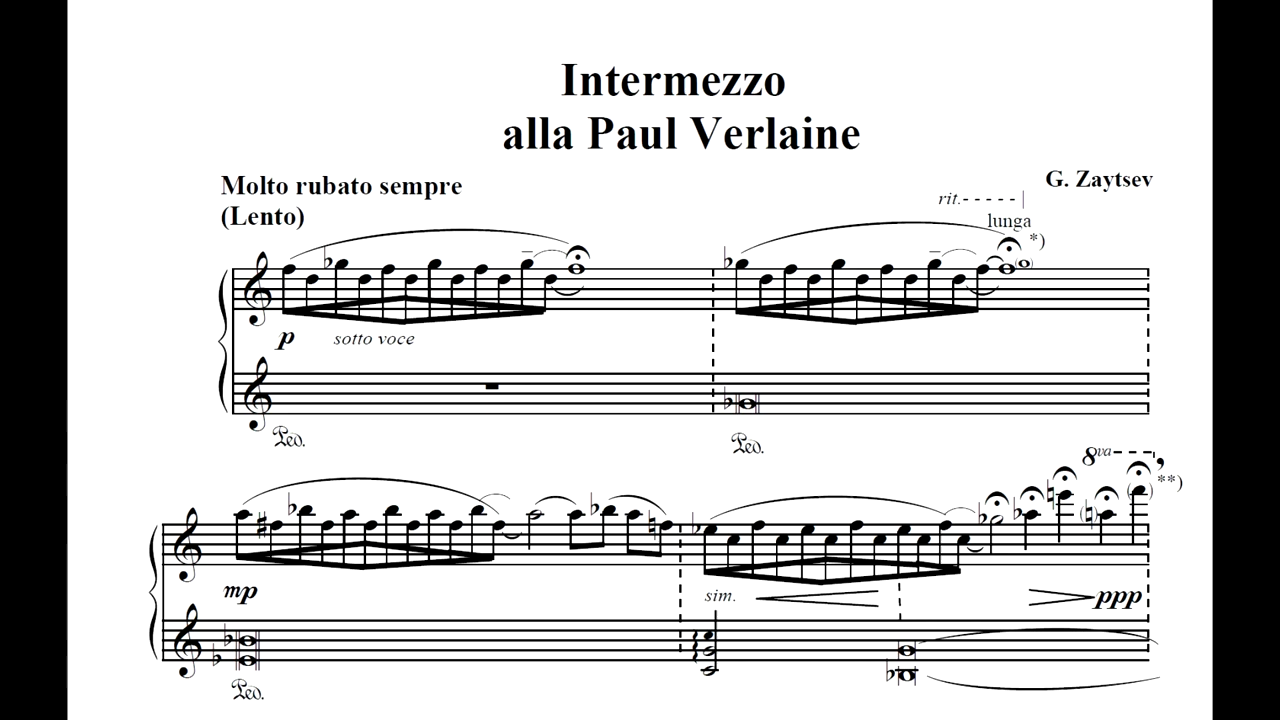 Intermezzo
alla Paul Verlaine
G. Zaytsev
Molto rubato sempre
(Lento)
rit.
lunga
*)
p sotto voce
Ped. Ped.
8va
**)
mp sim. ppp
Ped.